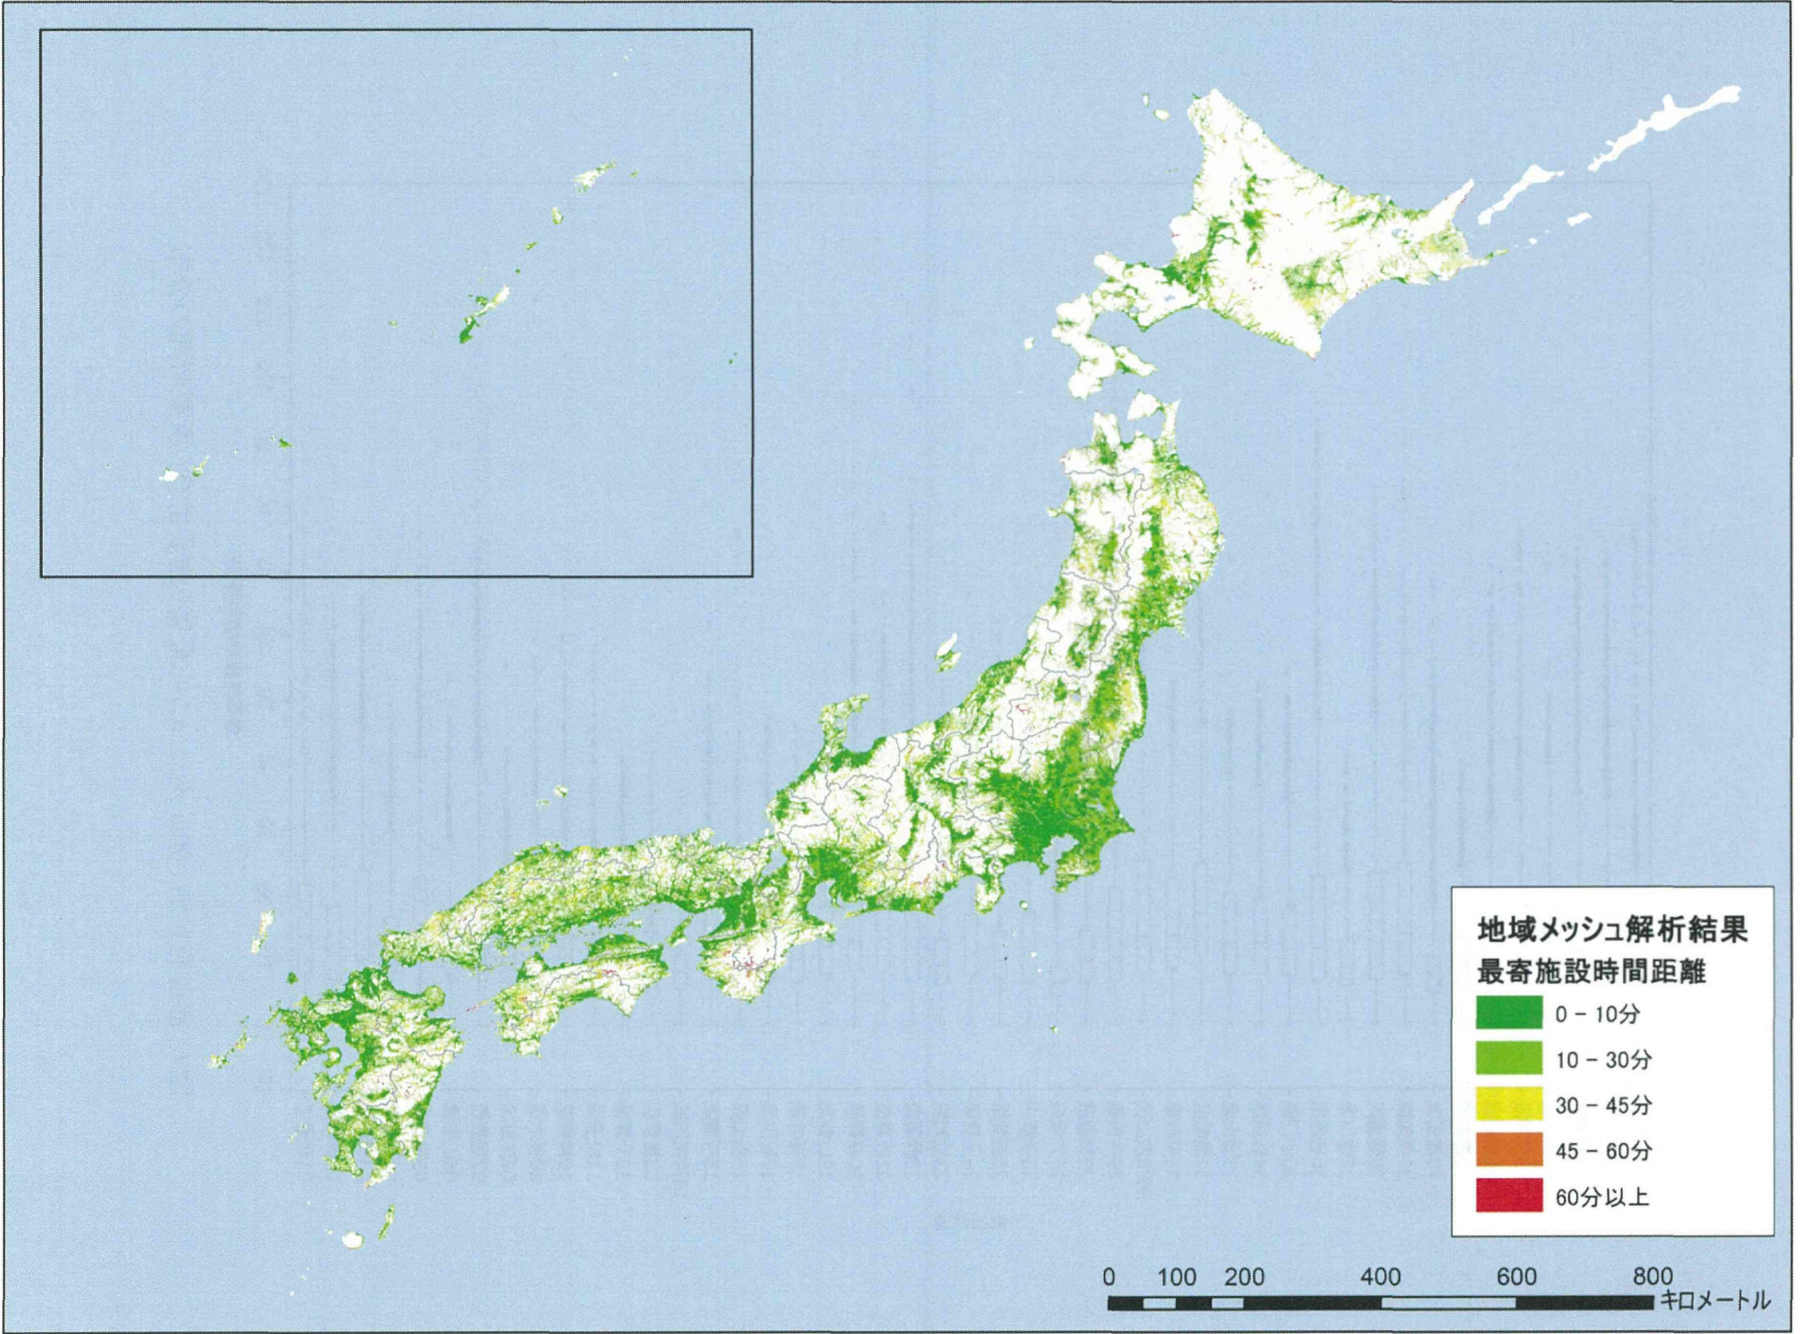 地域メッシュ解析結果
最寄施設時間距離
0 - 10分
10 - 30分
30 - 45分
45 - 60分
60分以上
0 100 200 400 600 800
キロメートル